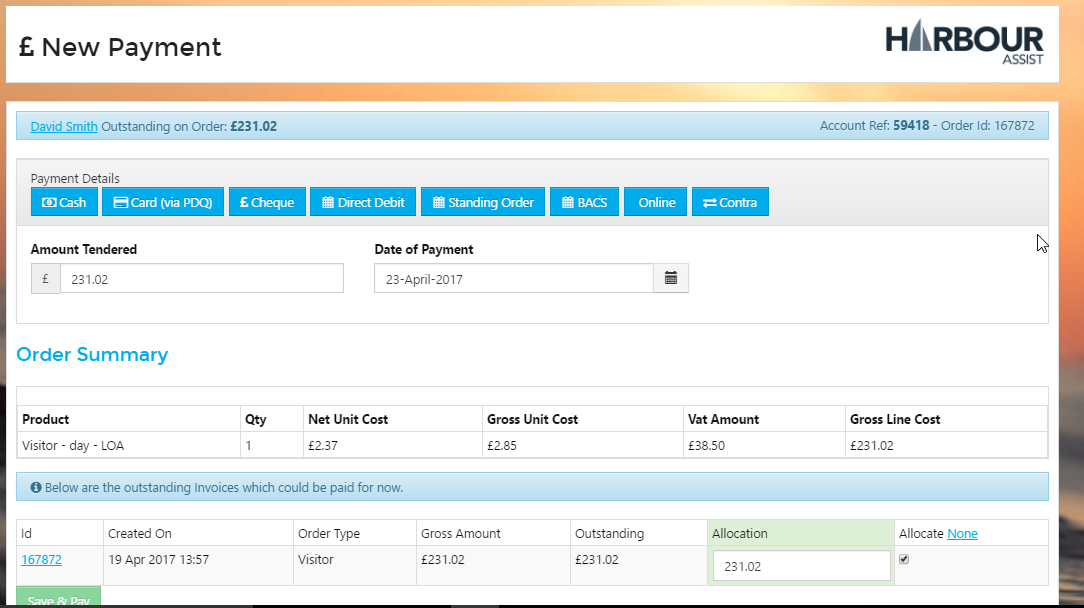 £ New Payment
HARBOUR
ASSIST
David Smith Outstanding on Order: £231.02
Account Ref: 59418 - Order Id: 167872
Payment Details
Cash Card (via PDQ) £ Cheque Direct Debit Standing Order BACS Online Contra
Amount Tendered Date of Payment
£ 231.02 23-April-2017
Order Summary
Product Qty Net Unit Cost Gross Unit Cost Vat Amount Gross Line Cost
Visitor - day - LOA 1 £2.37 £2.85 £38.50 £231.02
Below are the outstanding Invoices which could be paid for now.
Id Created On Order Type Gross Amount Outstanding Allocation Allocate None
167872 19 Apr 2017 13:57 Visitor £231.02 £231.02 231.02
Save & Pay